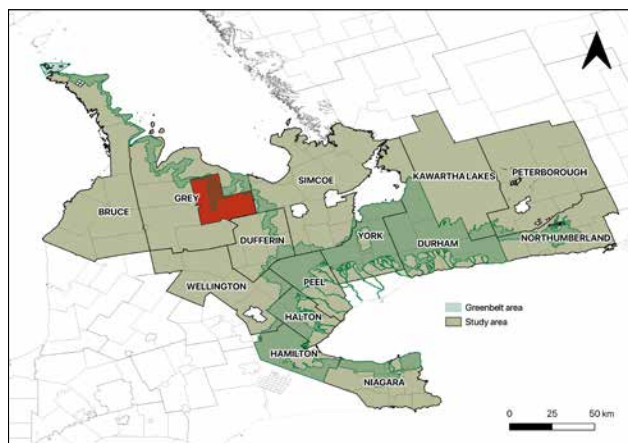 KAWARTHA LAKES
PETERBOROUGH
SIMCOE
GREY
BRUCE
DUFFERIN
YORK
DURHAM
NORTHUMBERLAND
WELLINGTON
PEEL
HALTON
HAMILTON
NIAGARA
Greenbelt area
Study area
0 25 50 km